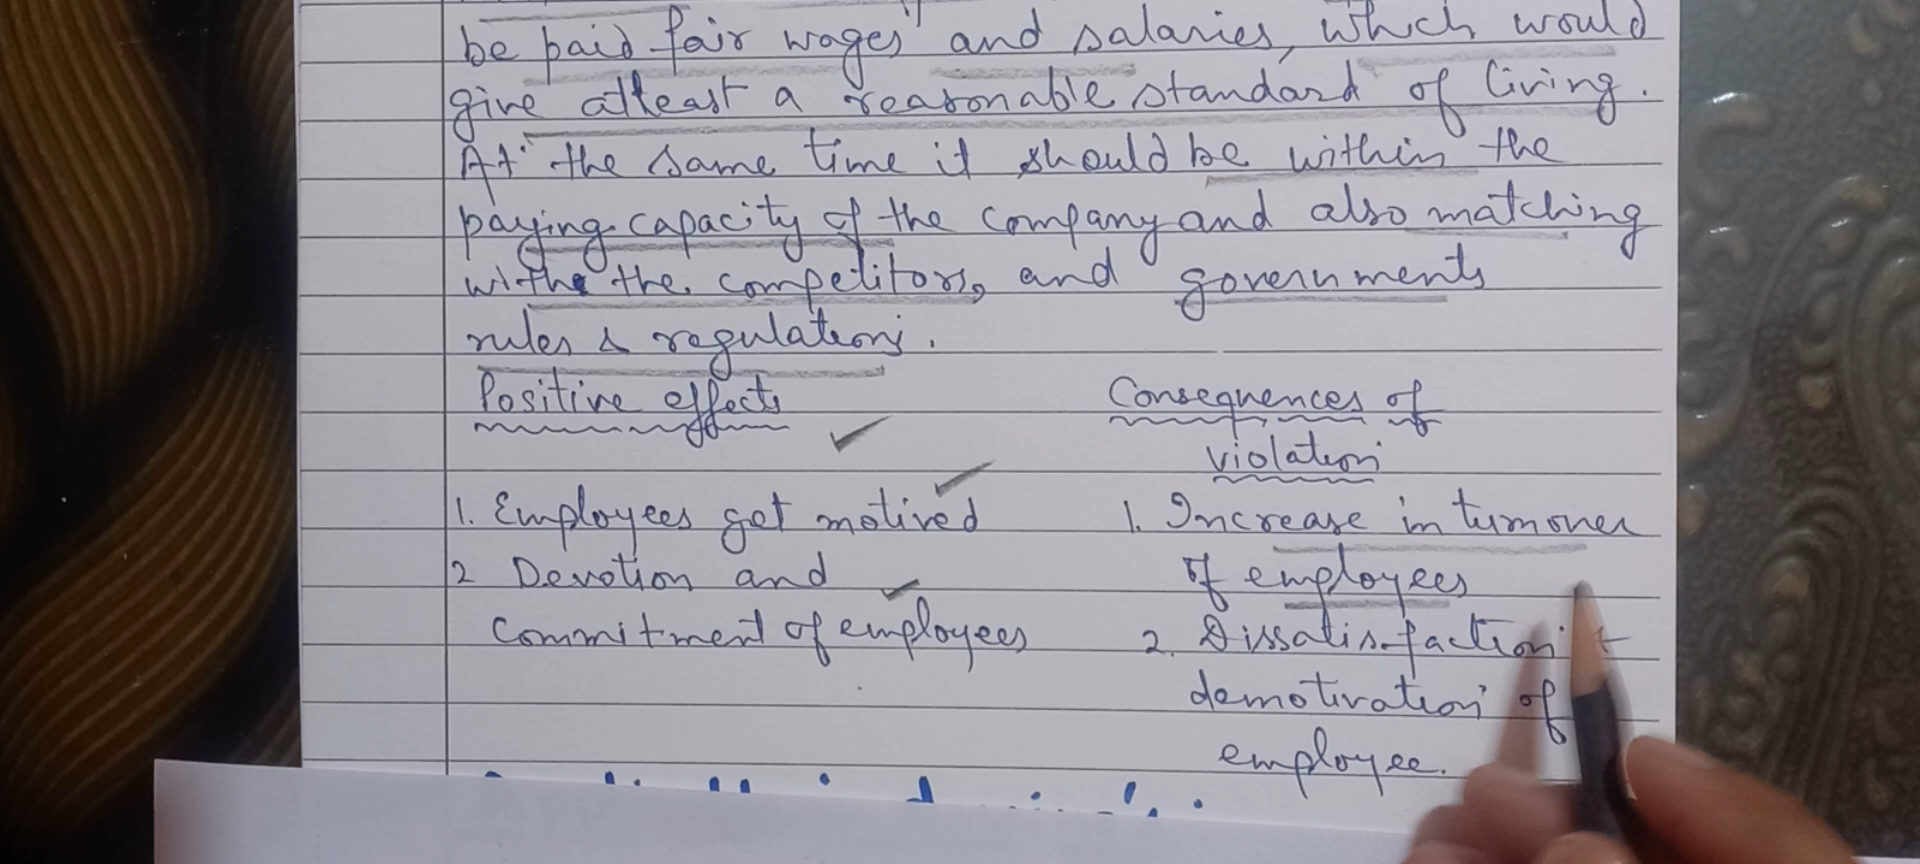 be paid fair wages and salaries, which would
give atleast a reasonable standard of living.
At the same time it should be within the
paying capacity of the company and also matching
withe the competitors, and governments
rules & regulations.
Positive effects
1. Employees get motived
2 Devotion and
Commitment of employees
Consequences of
violation
1. Increase in turnover
of employees
2. Dissatisfaction +
demotivation of
employee.